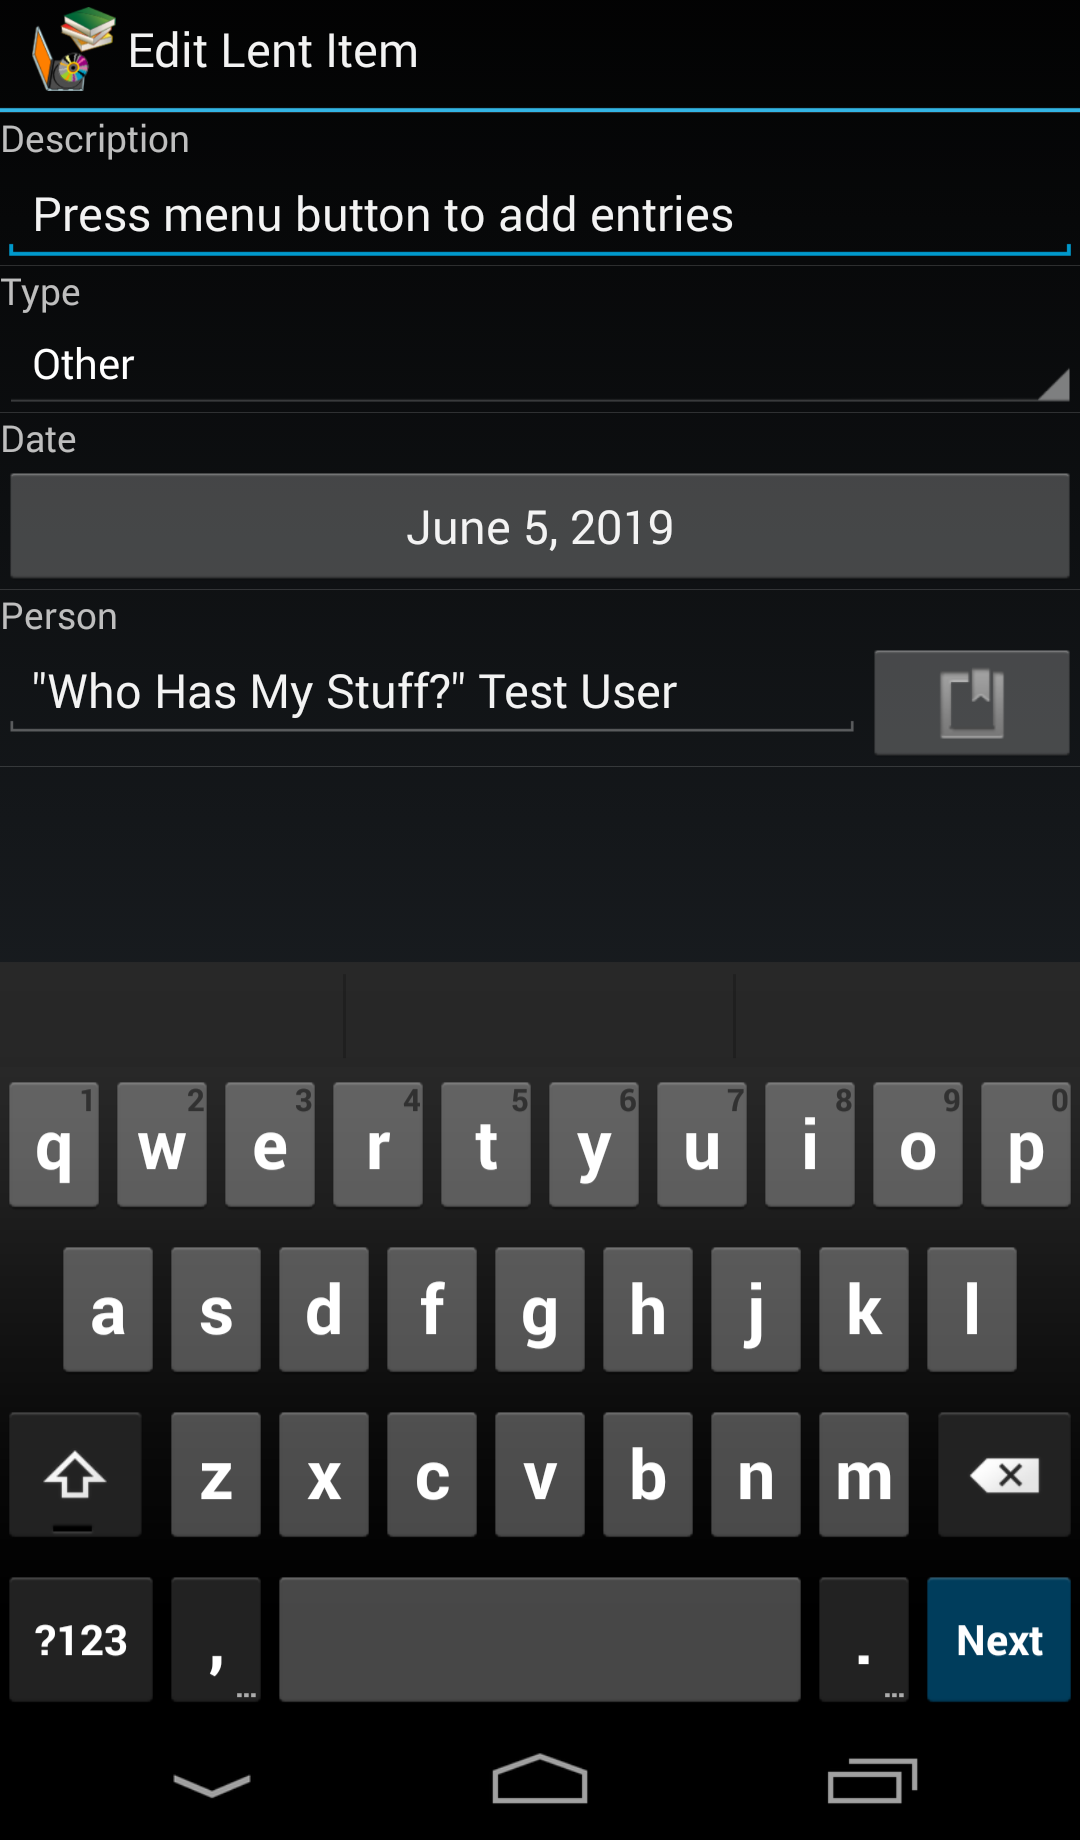 Edit Lent Item
Description
Press menu button to add entries
Type
Other
Date
June 5, 2019
Person
"Who Has My Stuff?" Test User
1 2 3 4 5 6 7 8 9 0
q w e r t y u i o p
a s d f g h j k l
z x c v b n m
?123 , ... . ... Next